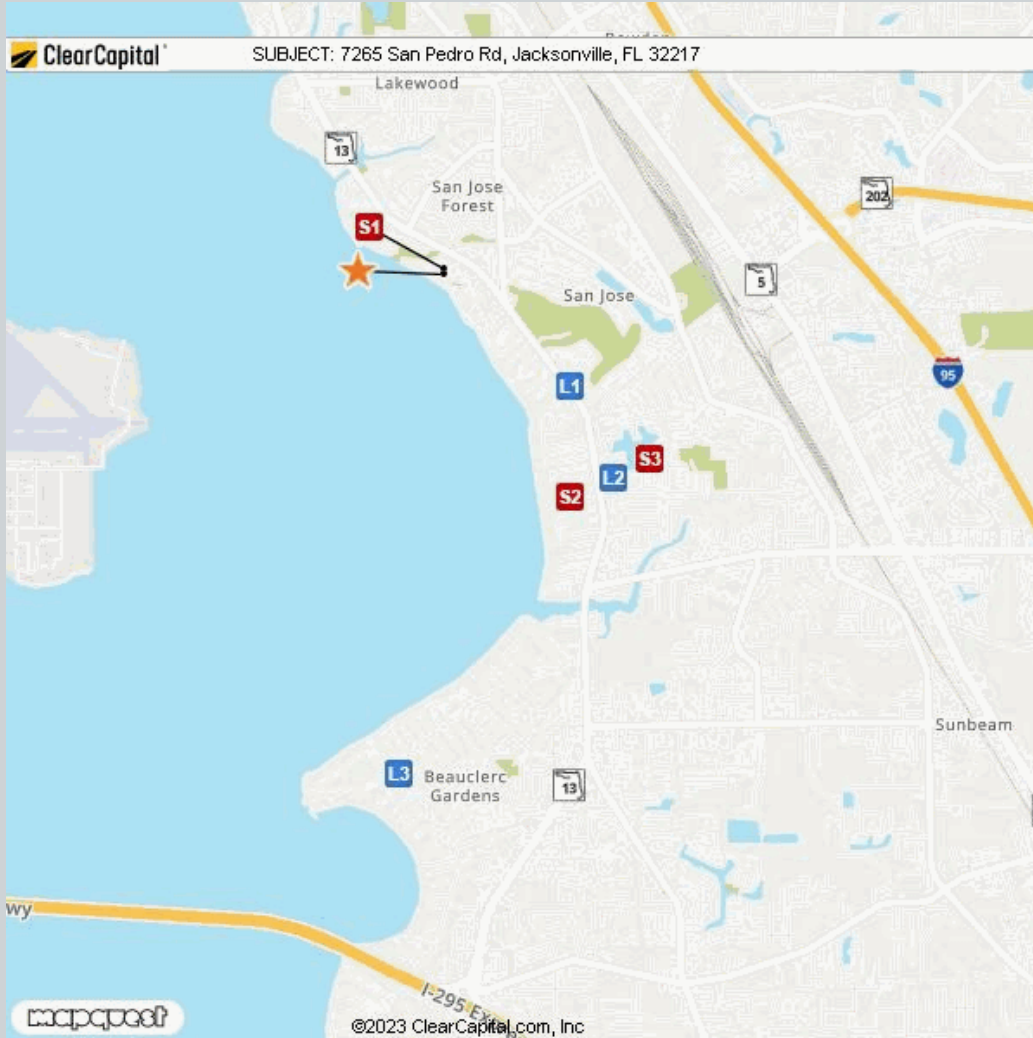 ClearCapital
SUBJECT: 7265 San Pedro Rd, Jacksonville, FL 32217
Lakewood
13
San Jose
Forest
202
S1
5
San Jose
95
L1
S3
L2
S2
Sunbeam
L3
Beauclerc
Gardens
13
wy
I-295 Ex
mapquest
©2023 ClearCapital.com, Inc